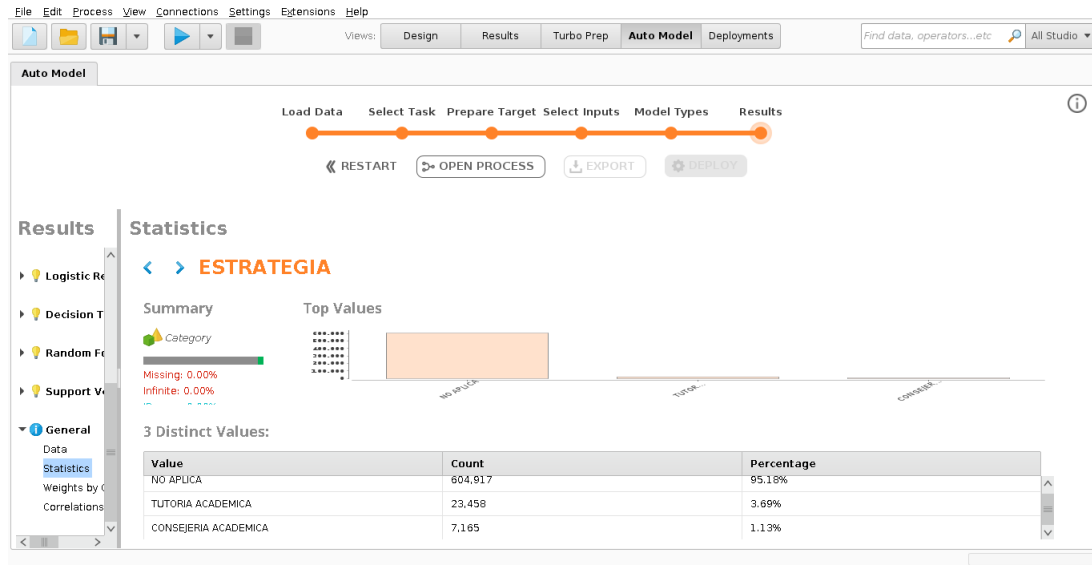 File Edit Process View Connections Settings Extensions Help
Views: Design Results Turbo Prep Auto Model Deployments Find data, operators...etc All Studio
Auto Model
Load Data Select Task Prepare Target Select Inputs Model Types Results
RESTART OPEN PROCESS EXPORT DEPLOY
Results
Statistics
Logistic Re
Decision T
Random Fo
Support Ve
General
Data
Statistics
Weights by C
Correlations
< > ESTRATEGIA
Summary
Category
Missing: 0.00%
Infinite: 0.00%
Top Values
NO APLICA
TUTOR...
CONSEJER...
3 Distinct Values:
Value Count Percentage
NO APLICA 604,917 95.18%
TUTORIA ACADEMICA 23,458 3.69%
CONSEJERIA ACADEMICA 7,165 1.13%